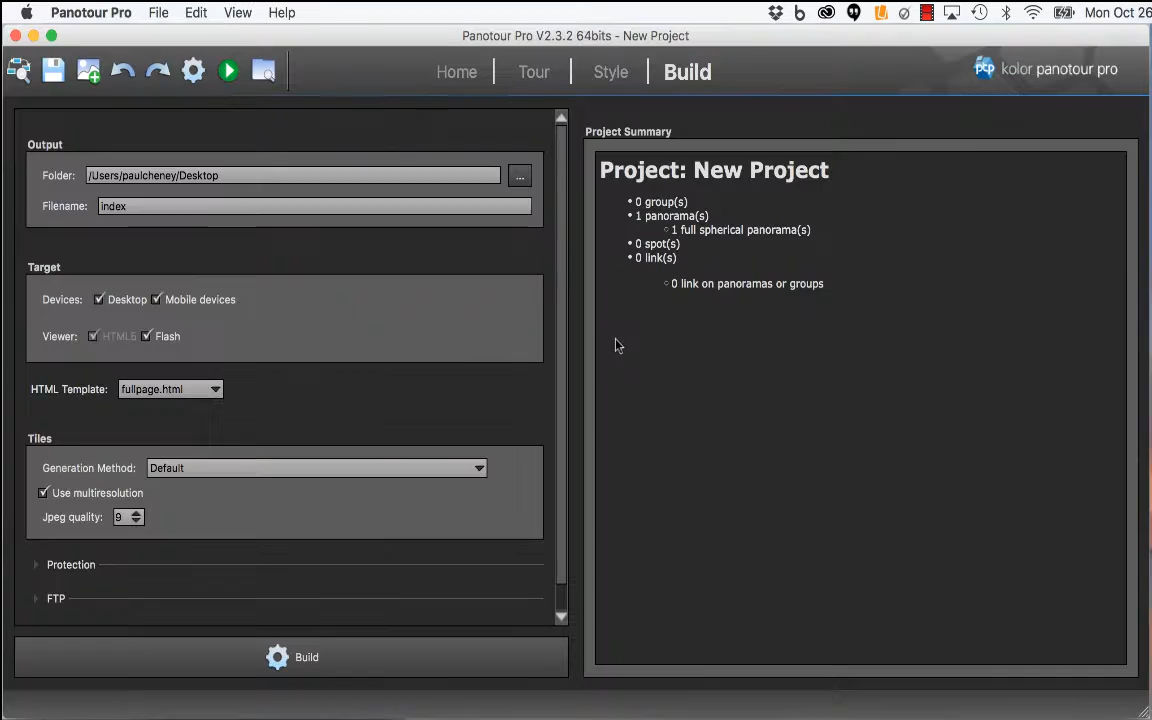 Panotour Pro File Edit View Help Mon Oct 26
Panotour Pro V2.3.2 64bits - New Project
Home Tour Style Build
pcp kolor panotour pro
Output
Folder: /Users/paulcheney/Desktop ...
Filename: index
Target
Devices: Desktop Mobile devices
Viewer: HTML5 Flash
HTML Template: fullpage.html
Tiles
Generation Method: Default
Use multiresolution
Jpeg quality: 9
Protection
FTP
Build
Project Summary
Project: New Project
• 0 group(s)
• 1 panorama(s)
◦ 1 full spherical panorama(s)
• 0 spot(s)
• 0 link(s)
◦ 0 link on panoramas or groups